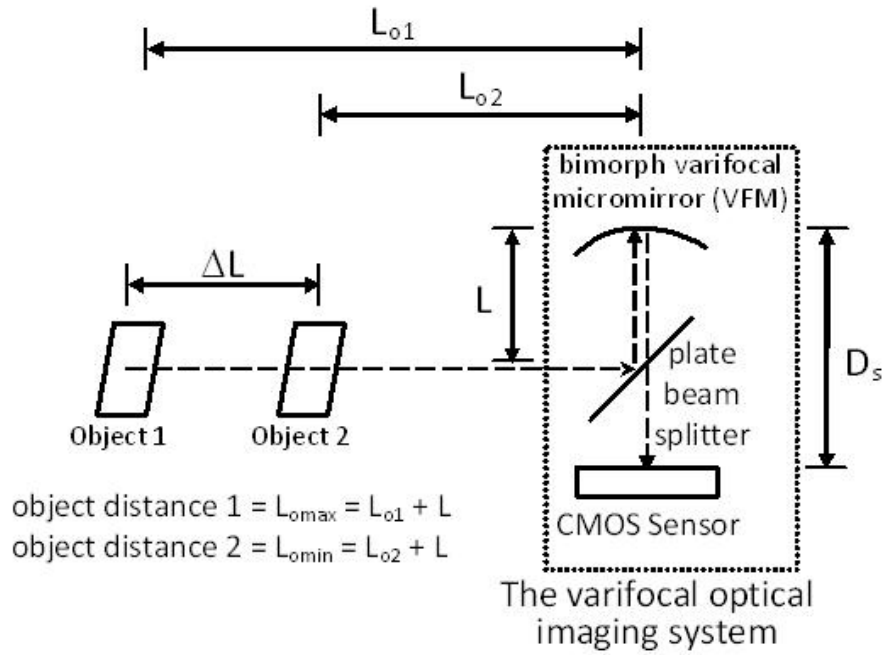 Lo1
Lo2
bimorph varifocal
micromirror (VFM)
ΔL
L
Ds
plate
beam
splitter
Object 1
Object 2
object distance 1 = Lomax = Lo1 + L
object distance 2 = Lomin = Lo2 + L
CMOS Sensor
The varifocal optical
imaging system